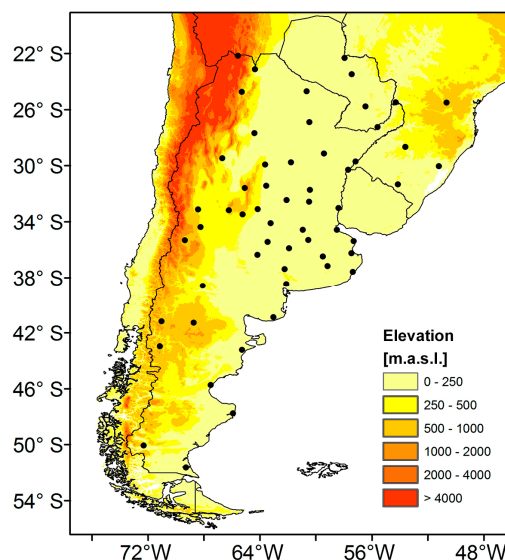 22° S
26° S
30° S
34° S
38° S
42° S
46° S
50° S
54° S
Elevation
[m.a.s.l.]
0 - 250
250 - 500
500 - 1000
1000 - 2000
2000 - 4000
> 4000
72°W 64°W 56°W 48°W